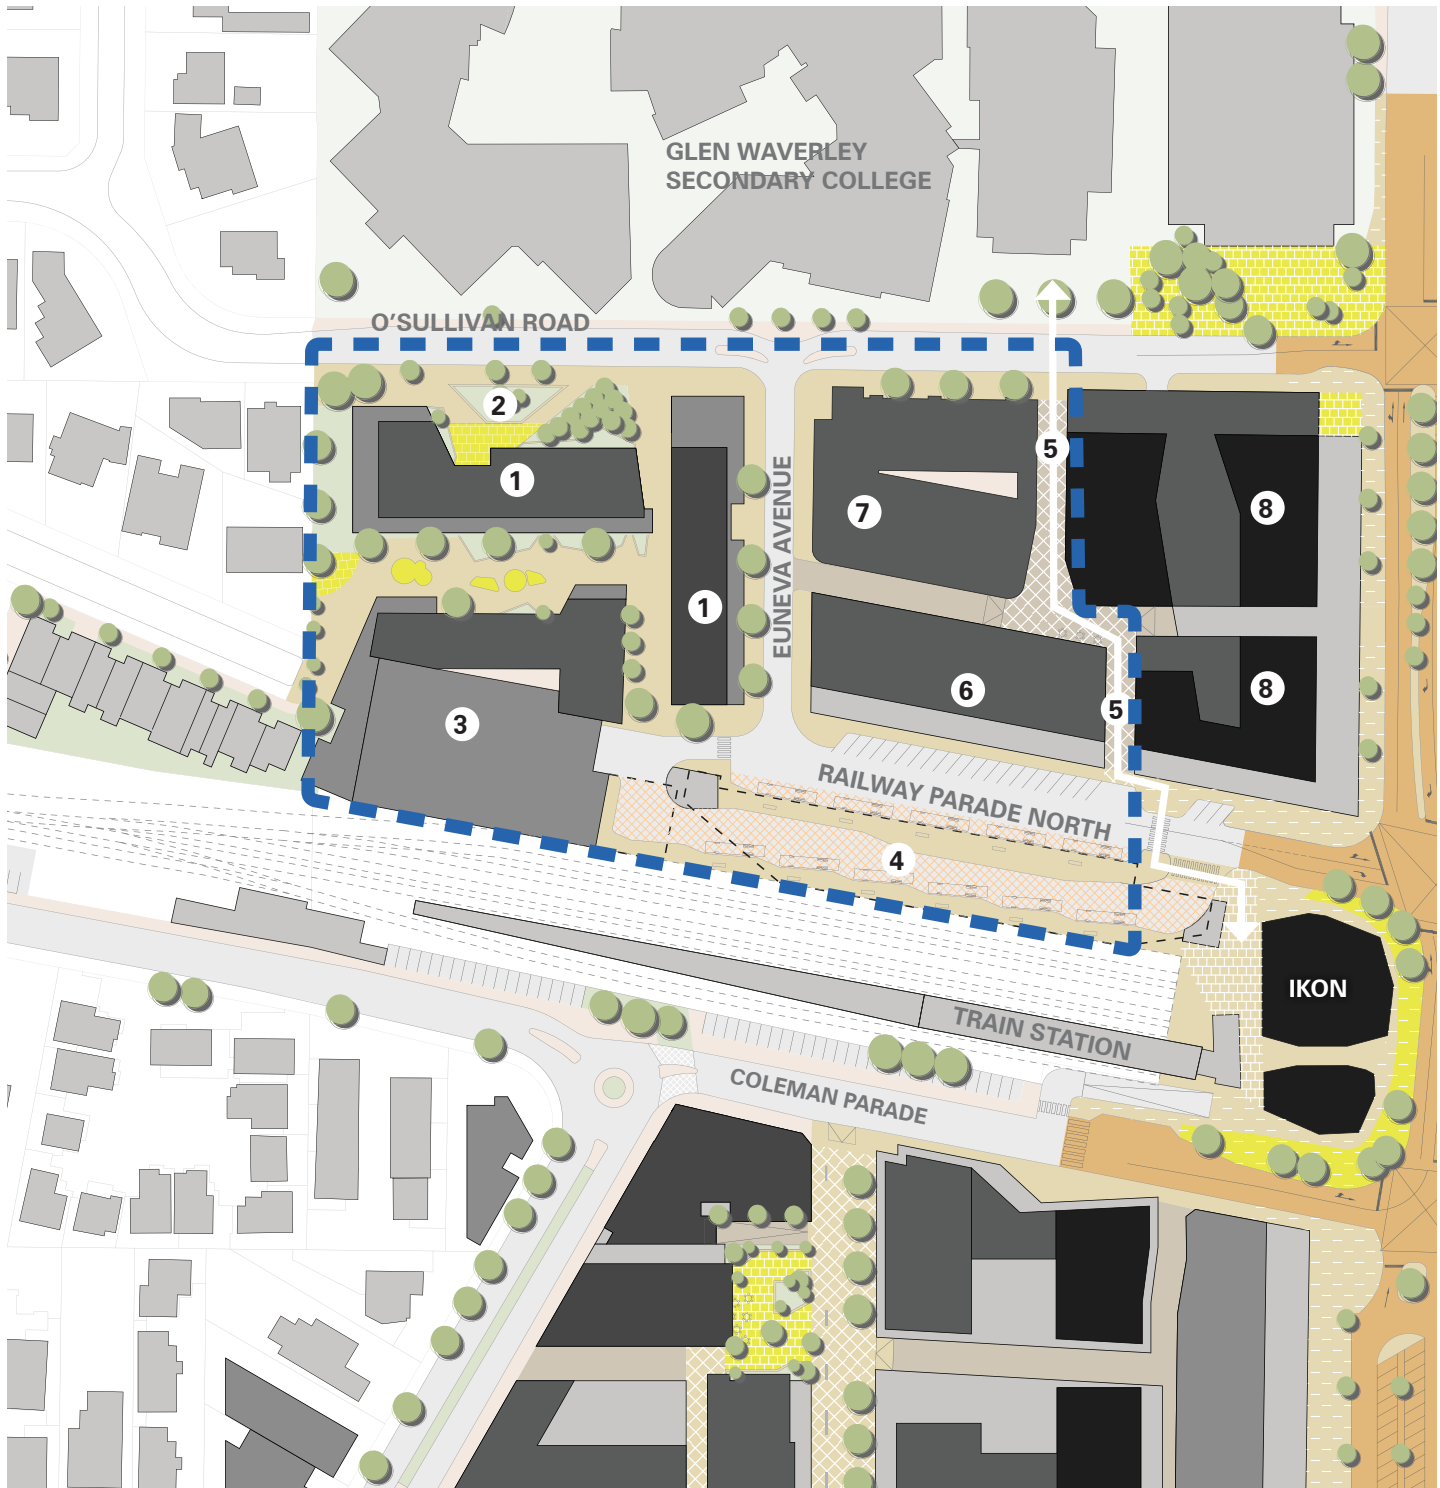 GLEN WAVERLEY
SECONDARY COLLEGE
O'SULLIVAN ROAD
2
5
1
7
8
EUNEVA AVENUE
1
6
8
5
3
RAILWAY PARADE NORTH
4
IKON
TRAIN STATION
COLEMAN PARADE